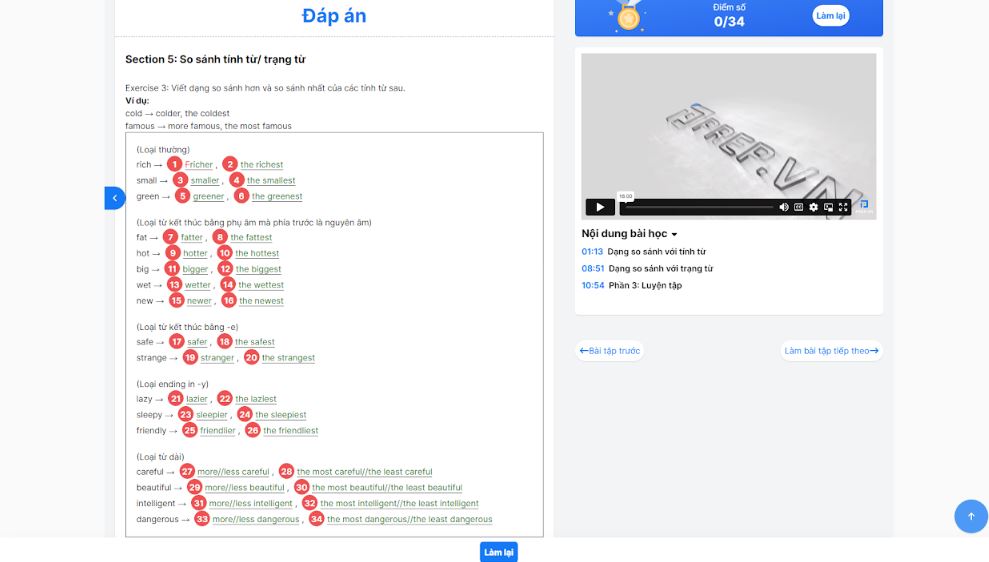 Đáp án
Section 5: So sánh tính từ/ trạng từ
Exercise 3: Viết dạng so sánh hơn và so sánh nhất của các tính từ sau.
Ví dụ:
cold → colder, the coldest
famous → more famous, the most famous
(Loại thường)
rich → 1 Fricher , 2 the richest
small → 3 smaller , 4 the smallest
green → 5 greener , 6 the greenest
(Loại từ kết thúc bằng phụ âm mà phía trước là nguyên âm)
fat → 7 fatter , 8 the fattest
hot → 9 hotter , 10 the hottest
big → 11 bigger , 12 the biggest
wet → 13 wetter , 14 the wettest
new → 15 newer , 16 the newest
(Loại từ kết thúc bằng -e)
safe → 17 safer , 18 the safest
strange → 19 stranger , 20 the strangest
(Loại ending in -y)
lazy → 21 lazier , 22 the laziest
sleepy → 23 sleepier , 24 the sleepiest
friendly → 25 friendlier , 26 the friendliest
(Loại từ dài)
careful → 27 more//less careful , 28 the most careful//the least careful
beautiful → 29 more//less beautiful , 30 the most beautiful//the least beautiful
intelligent → 31 more//less intelligent , 32 the most intelligent//the least intelligent
dangerous → 33 more//less dangerous , 34 the most dangerous//the least dangerous
Điểm số
0/34
Làm lại
PREP.VN
Nội dung bài học
01:13 Dạng so sánh với tính từ
08:51 Dạng so sánh với trạng từ
10:54 Phần 3: Luyện tập
←Bài tập trước
Làm bài tập tiếp theo→
Làm lại